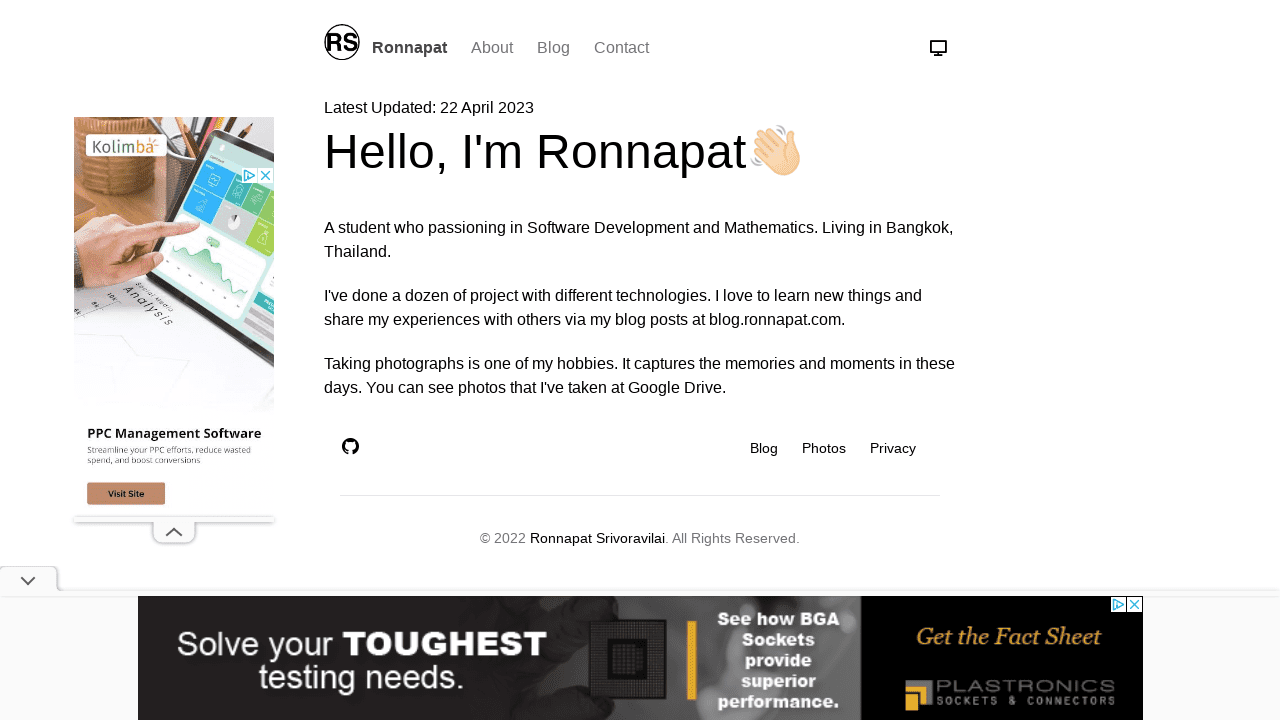 RS
Ronnapat About Blog Contact
Latest Updated: 22 April 2023
Hello, I'm Ronnapat
A student who passioning in Software Development and Mathematics. Living in Bangkok,
Thailand.
I've done a dozen of project with different technologies. I love to learn new things and
share my experiences with others via my blog posts at blog.ronnapat.com.
Taking photographs is one of my hobbies. It captures the memories and moments in these
days. You can see photos that I've taken at Google Drive.
Blog Photos Privacy
© 2022 Ronnapat Srivoravilai. All Rights Reserved.
Kolimba
Social Media
Analysis
PPC Management Software
Streamline your PPC efforts, reduce wasted
spend, and boost conversions
Visit Site
Solve your TOUGHEST
testing needs.
See how BGA
Sockets
provide
superior
performance.
Get the Fact Sheet
PLASTRONICS
SOCKETS & CONNECTORS